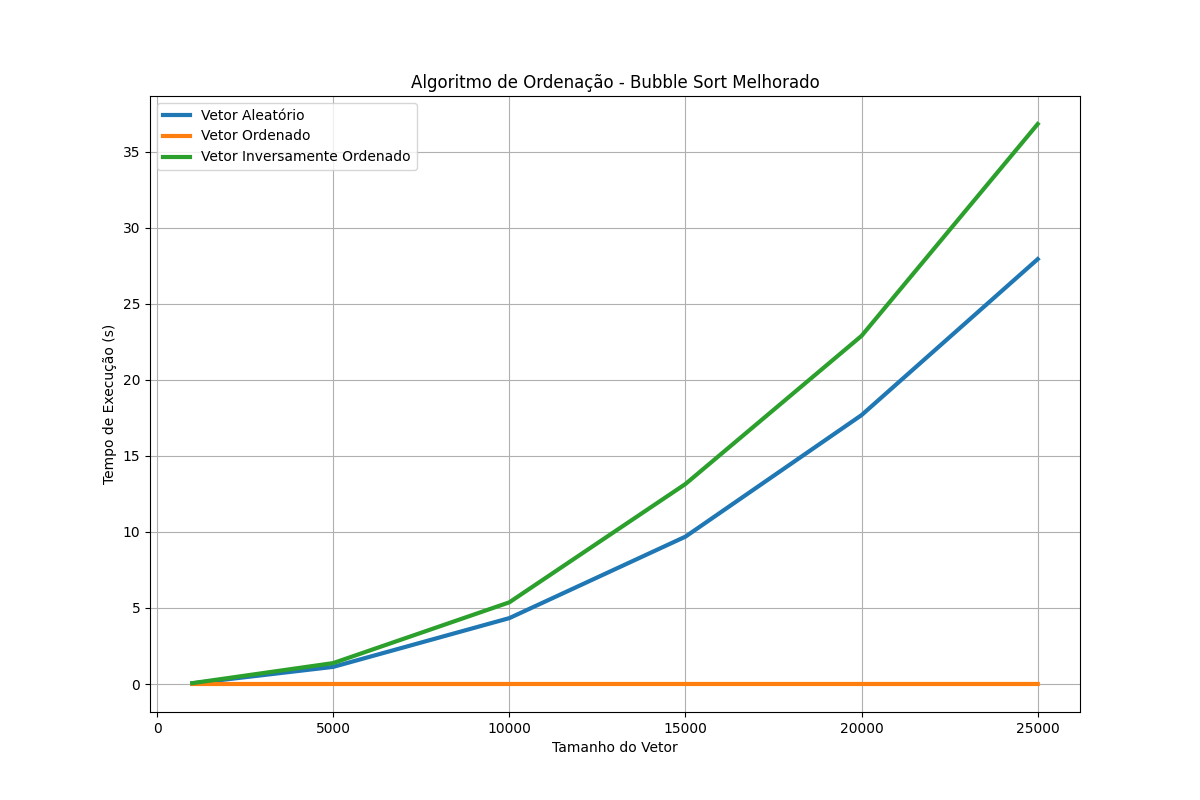 Algoritmo de Ordenação - Bubble Sort Melhorado
Vetor Aleatório
Vetor Ordenado
Vetor Inversamente Ordenado
Tempo de Execução (s)
35
30
25
20
15
10
5
0
0 5000 10000 15000 20000 25000
Tamanho do Vetor